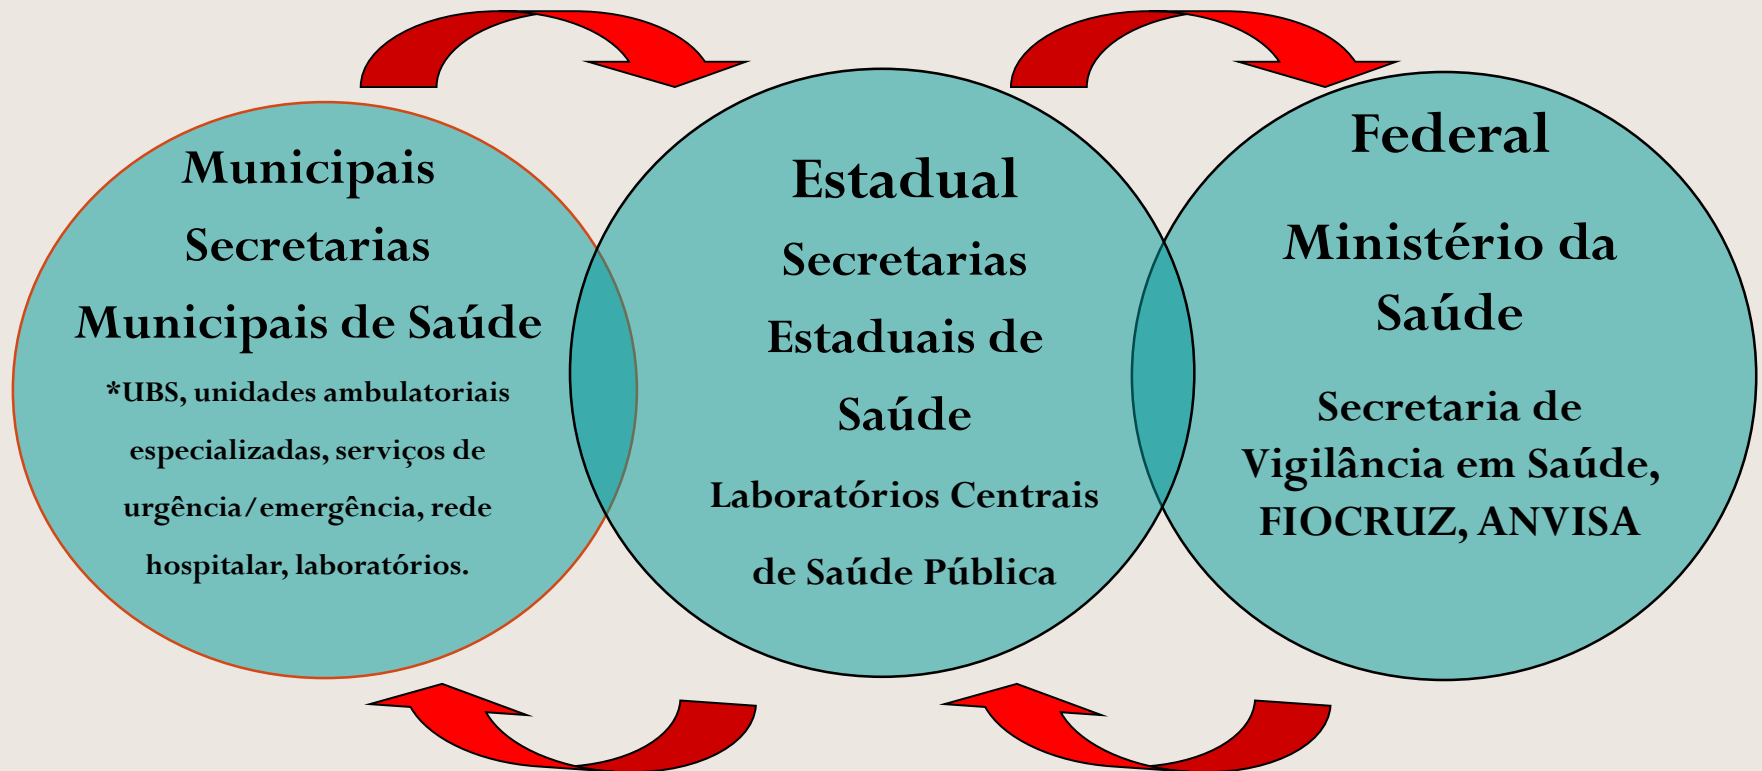 Municipais
Secretarias
Municipais de Saúde
*UBS, unidades ambulatoriais
especializadas, serviços de
urgência/emergência, rede
hospitalar, laboratórios.
Estadual
Secretarias
Estaduais de
Saúde
Laboratórios Centrais
de Saúde Pública
Federal
Ministério da
Saúde
Secretaria de
Vigilância em Saúde,
FIOCRUZ, ANVISA